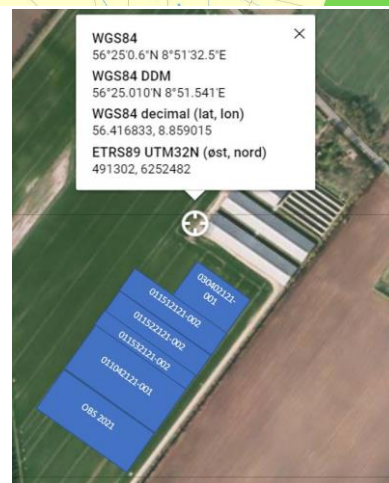 WGS84
56°25'0.6"N 8°51'32.5"E
WGS84 DDM
56°25.010'N 8°51.541'E
WGS84 decimal (lat, lon)
56.416833, 8.859015
ETRS89 UTM32N (øst, nord)
491302, 6252482
030402121-
001
011512121-002
011522121-002
011532121-002
011042121-001
OBS 2021